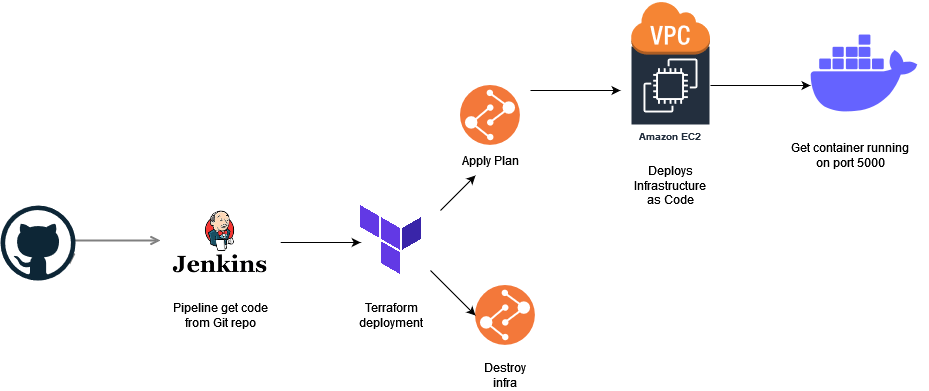 Jenkins
Pipeline get code
from Git repo
Terraform
deployment
Apply Plan
Destroy
infra
VPC
Amazon EC2
Deploys
Infrastructure
as Code
Get container running
on port 5000